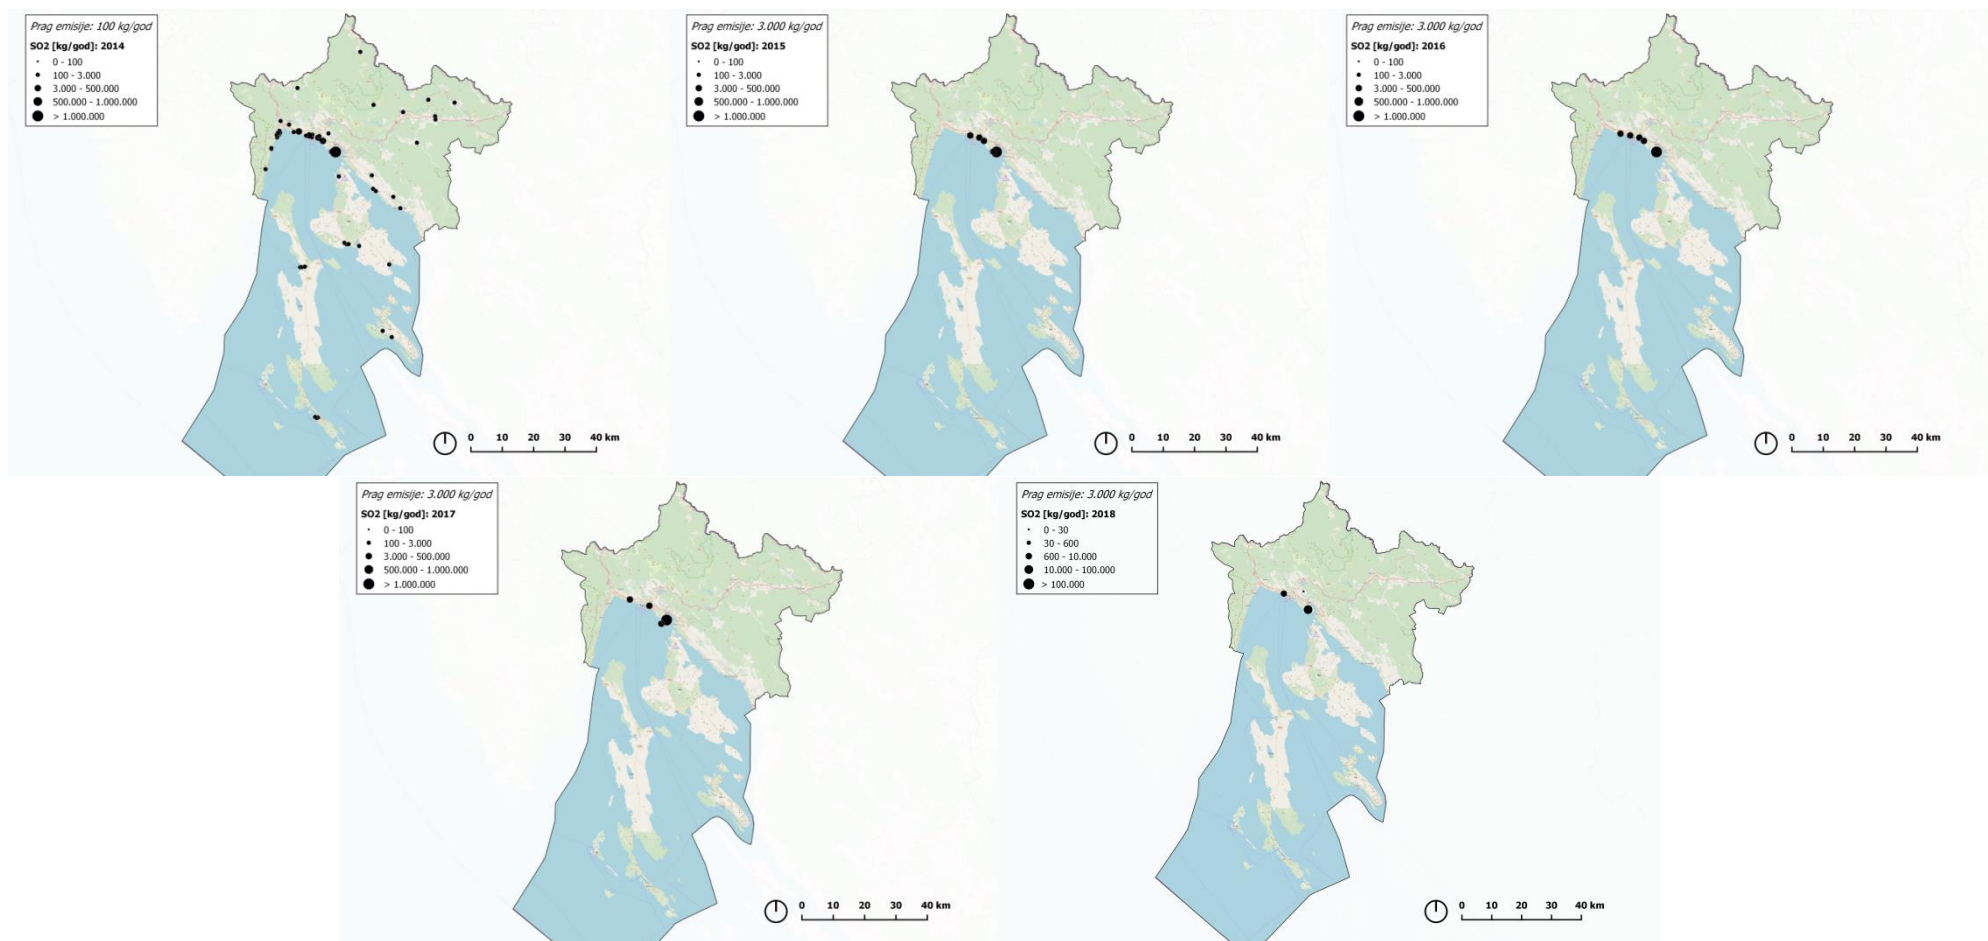 Prag emisije: 100 kg/god
SO2 [kg/god]: 2014
0 - 100
100 - 3.000
3.000 - 500.000
500.000 - 1.000.000
> 1.000.000
0 10 20 30 40 km
Prag emisije: 3.000 kg/god
SO2 [kg/god]: 2015
0 - 100
100 - 3.000
3.000 - 500.000
500.000 - 1.000.000
> 1.000.000
0 10 20 30 40 km
Prag emisije: 3.000 kg/god
SO2 [kg/god]: 2016
0 - 100
100 - 3.000
3.000 - 500.000
500.000 - 1.000.000
> 1.000.000
0 10 20 30 40 km
Prag emisije: 3.000 kg/god
SO2 [kg/god]: 2017
0 - 100
100 - 3.000
3.000 - 500.000
500.000 - 1.000.000
> 1.000.000
0 10 20 30 40 km
Prag emisije: 3.000 kg/god
SO2 [kg/god]: 2018
0 - 30
30 - 600
600 - 10.000
10.000 - 100.000
> 100.000
0 10 20 30 40 km